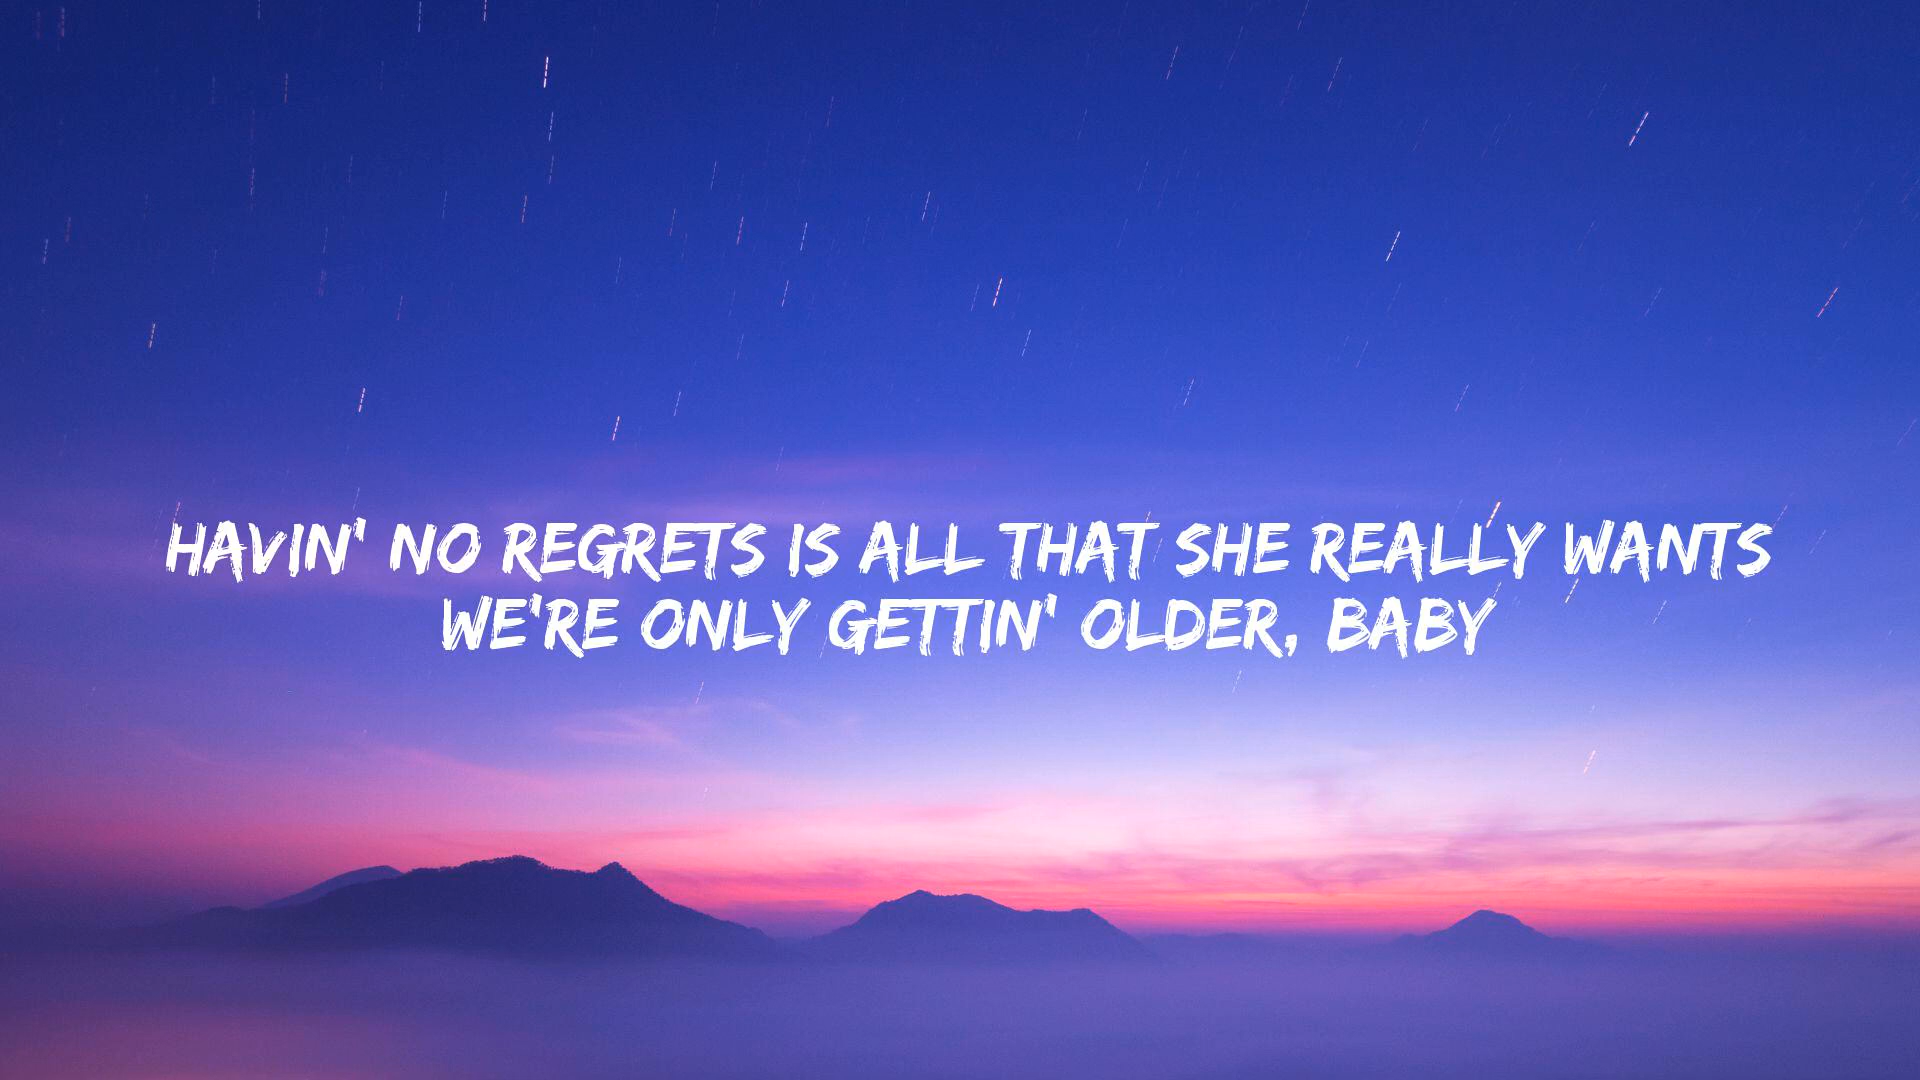 HAVIN' NO REGRETS IS ALL THAT SHE REALLY WANTS
WE'RE ONLY GETTIN' OLDER, BABY